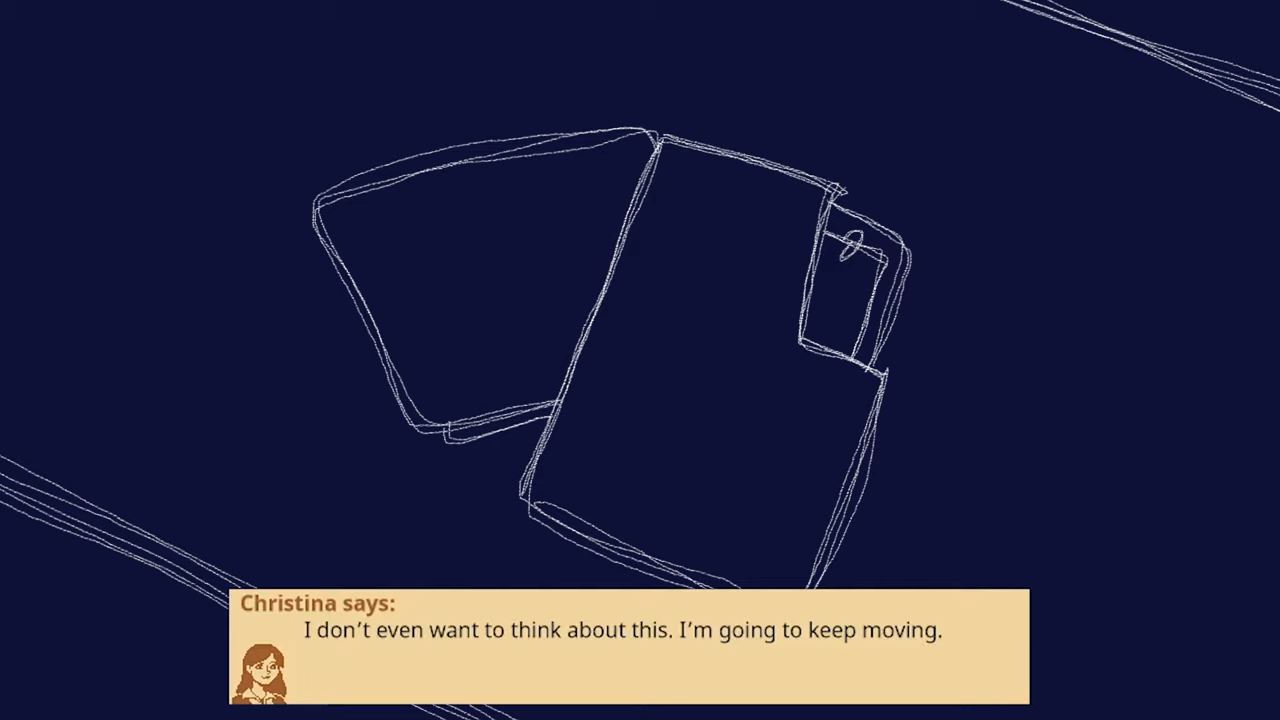 Christina says:
I don’t even want to think about this. I’m going to keep moving.